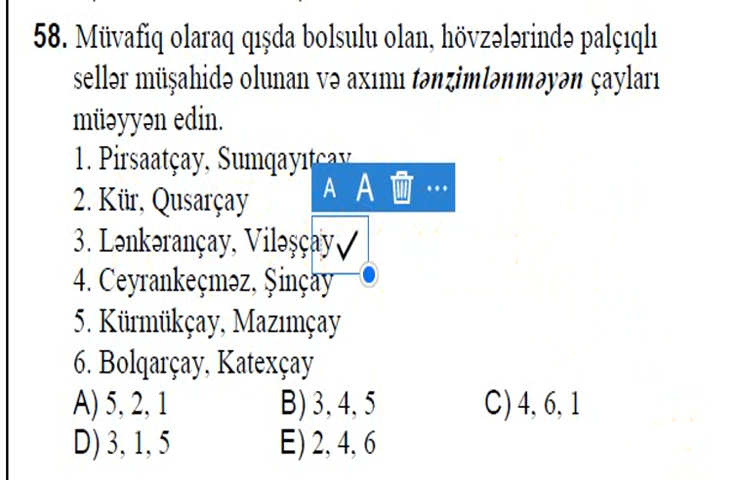 58. Müvafiq olaraq qışda bolsulu olan, hövzələrində palçıqlı
sellər müşahidə olunan və axımı tənzimlənməyən çayları
müəyyən edin.
1. Pirsaatçay, Sumqayıtçay
A A ...
2. Kür, Qusarçay
3. Lənkərançay, Viləşçay ✓
4. Ceyrankeçməz, Şinçay
5. Kürmükçay, Mazımçay
6. Bolqarçay, Katexçay
A) 5, 2, 1 B) 3, 4, 5 C) 4, 6, 1
D) 3, 1, 5 E) 2, 4, 6